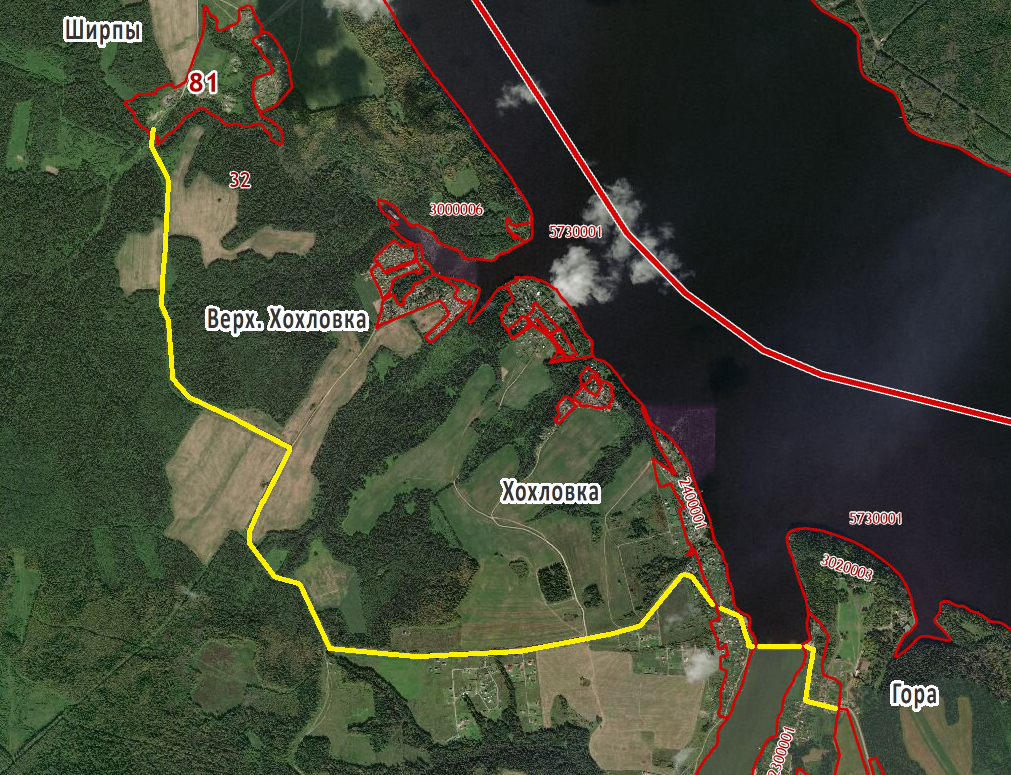 Ширпы
81
32
3000006
5730001
Верх. Хохловка
Хохловка
2400001
5730001
3020003
Гора
2300001